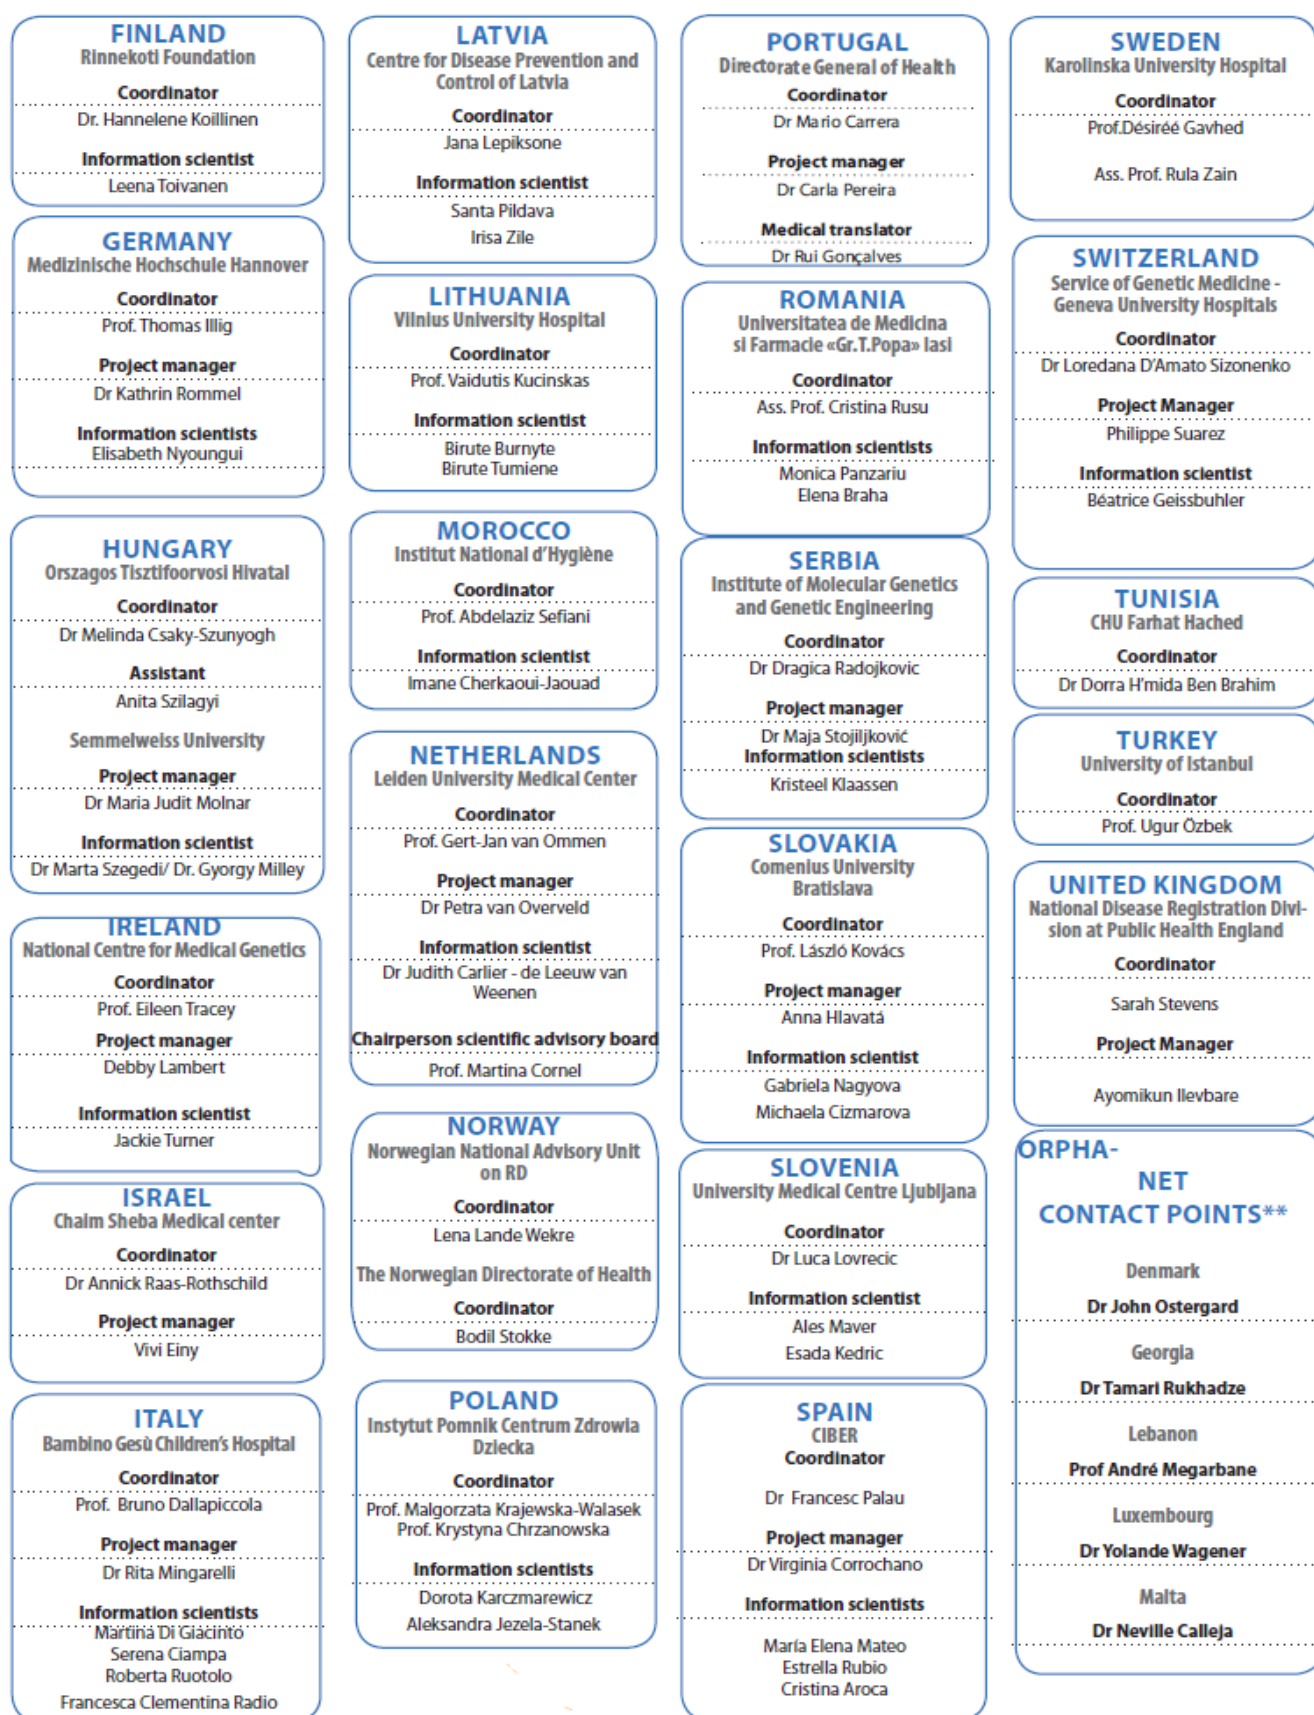 FINLAND
Rinnekoti Foundation
Coordinator
Dr. Hannelene Koillinen
Information scientist
Leena Toivanen
GERMANY
Medizinische Hochschule Hannover
Coordinator
Prof. Thomas Illig
Project manager
Dr Kathrin Rommel
Information scientists
Elisabeth Nyoungui
HUNGARY
Orszagos Tisztifoorvosi Hivatal
Coordinator
Dr Melinda Csaky-Szunyogh
Assistant
Anita Szilagyi
Semmelweiss University
Project manager
Dr Maria Judit Molnar
Information scientist
Dr Marta Szegedi/ Dr. Gyorgy Milley
IRELAND
National Centre for Medical Genetics
Coordinator
Prof. Eileen Tracey
Project manager
Debby Lambert
Information scientist
Jackie Turner
ISRAEL
Chaim Sheba Medical center
Coordinator
Dr Annick Raas-Rothschild
Project manager
Vivi Einy
ITALY
Bambino Gesù Children's Hospital
Coordinator
Prof. Bruno Dallapiccola
Project manager
Dr Rita Mingarelli
Information scientists
Martina Di Giacinto
Serena Ciampa
Roberta Ruotolo
Francesca Clementina Radio
LATVIA
Centre for Disease Prevention and
Control of Latvia
Coordinator
Jana Lepiksone
Information scientist
Santa Pildava
Irisa Zile
LITHUANIA
Vilnius University Hospital
Coordinator
Prof. Vaidutis Kucinskas
Information scientist
Birute Burnyte
Birute Tumiene
MOROCCO
Institut National d'Hygiène
Coordinator
Prof. Abdelaziz Sefiani
Information scientist
Imane Cherkaoui-Jaouad
NETHERLANDS
Leiden University Medical Center
Coordinator
Prof. Gert-Jan van Ommen
Project manager
Dr Petra van Overveld
Information scientist
Dr Judith Carlier - de Leeuw van
Weenen
Chairperson scientific advisory board
Prof. Martina Cornel
NORWAY
Norwegian National Advisory Unit
on RD
Coordinator
Lena Lande Wekre
The Norwegian Directorate of Health
Coordinator
Bodil Stokke
POLAND
Instytut Pomnik Centrum Zdrowia
Dziecka
Coordinator
Prof. Malgorzata Krajewska-Walasek
Prof. Krystyna Chrzanowska
Information scientists
Dorota Karczmarewicz
Aleksandra Jezela-Stanek
PORTUGAL
Directorate General of Health
Coordinator
Dr Mario Carrera
Project manager
Dr Carla Pereira
Medical translator
Dr Rui Gonçalves
ROMANIA
Universitatea de Medicina
si Farmacie «Gr.T.Popa» Iasi
Coordinator
Ass. Prof. Cristina Rusu
Information scientists
Monica Panzariu
Elena Braha
SERBIA
Institute of Molecular Genetics
and Genetic Engineering
Coordinator
Dr Dragica Radojkovic
Project manager
Dr Maja Stojiljković
Information scientists
Kristeel Klaassen
SLOVAKIA
Comenius University
Bratislava
Coordinator
Prof. László Kovács
Project manager
Anna Hlavatá
Information scientist
Gabriela Nagyova
Michaela Cizmarova
SLOVENIA
University Medical Centre Ljubljana
Coordinator
Dr Luca Lovrecic
Information scientist
Ales Maver
Esada Kedric
SPAIN
CIBER
Coordinator
Dr Francesc Palau
Project manager
Dr Virginia Corrochano
Information scientists
María Elena Mateo
Estrella Rubio
Cristina Aroca
SWEDEN
Karolinska University Hospital
Coordinator
Prof.Désiréé Gavhed
Ass. Prof. Rula Zain
SWITZERLAND
Service of Genetic Medicine -
Geneva University Hospitals
Coordinator
Dr Loredana D'Amato Sizonenko
Project Manager
Philippe Suarez
Information scientist
Béatrice Geissbuhler
TUNISIA
CHU Farhat Hached
Coordinator
Dr Dorra H'mida Ben Brahim
TURKEY
University of Istanbul
Coordinator
Prof. Ugur Özbek
UNITED KINGDOM
National Disease Registration Divi-
sion at Public Health England
Coordinator
Sarah Stevens
Project Manager
Ayomikun Ilevbare
ORPHA-
NET
CONTACT POINTS**
Denmark
Dr John Ostergard
Georgia
Dr Tamari Rukhadze
Lebanon
Prof André Megarbane
Luxembourg
Dr Yolande Wagener
Malta
Dr Neville Calleja